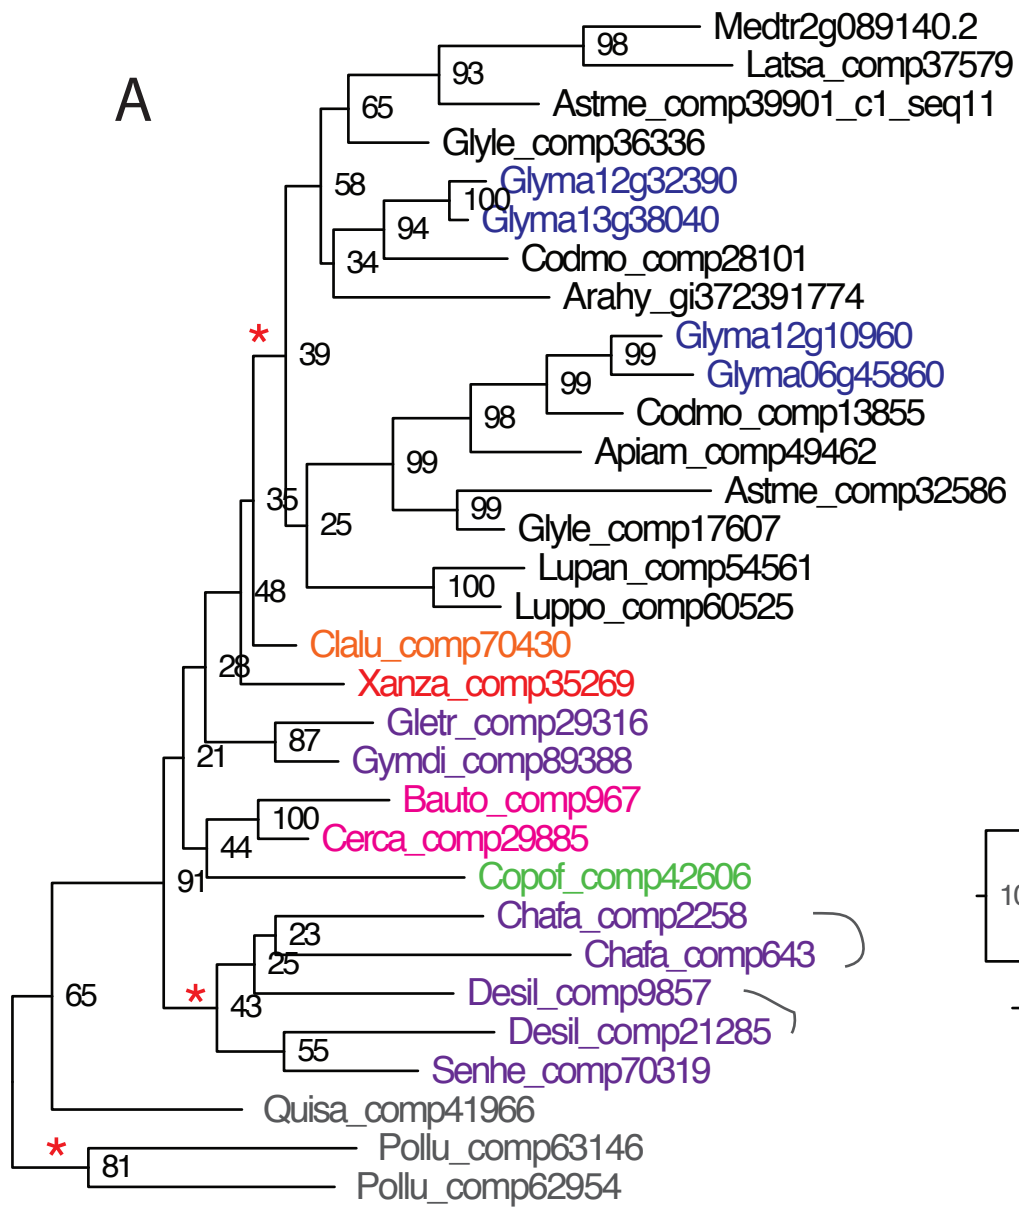 Medtr2g089140.2
98
Latsa_comp37579
93
A
Astme_comp39901_c1_seq11
65
Glyle_comp36336
58
Glyma12g32390
100
Glyma13g38040
94
Codmo_comp28101
34
Arahy_gi372391774
*
Glyma12g10960
39
99
Glyma06g45860
99
Codmo_comp13855
98
Apiam_comp49462
99
Astme_comp32586
35
99
25
Glyle_comp17607
Lupan_comp54561
100
48
Luppo_comp60525
Clalu_comp70430
28
Xanza_comp35269
Gletr_comp29316
87
21
Gymdi_comp89388
Bauto_comp967
100
Cerca_comp29885
44
91
Copof_comp42606
10
Chafa_comp2258
23
Chafa_comp643
25
*
Desil_comp9857
65
43
Desil_comp21285
55
Senhe_comp70319
Quisa_comp41966
*
Pollu_comp63146
81
Pollu_comp62954